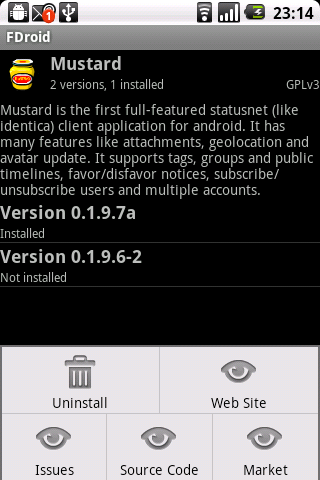 1
23:14
FDroid
Mustard
2 versions, 1 installed GPLv3
Mustard is the first full-featured statusnet (like
identica) client application for android. It has
many features like attachments, geolocation and
avatar update. It supports tags, groups and public
timelines, favor/disfavor notices, subscribe/
unsubscribe users and multiple accounts.
Version 0.1.9.7a
Installed
Version 0.1.9.6-2
Not installed
Uninstall Web Site
Issues Source Code Market